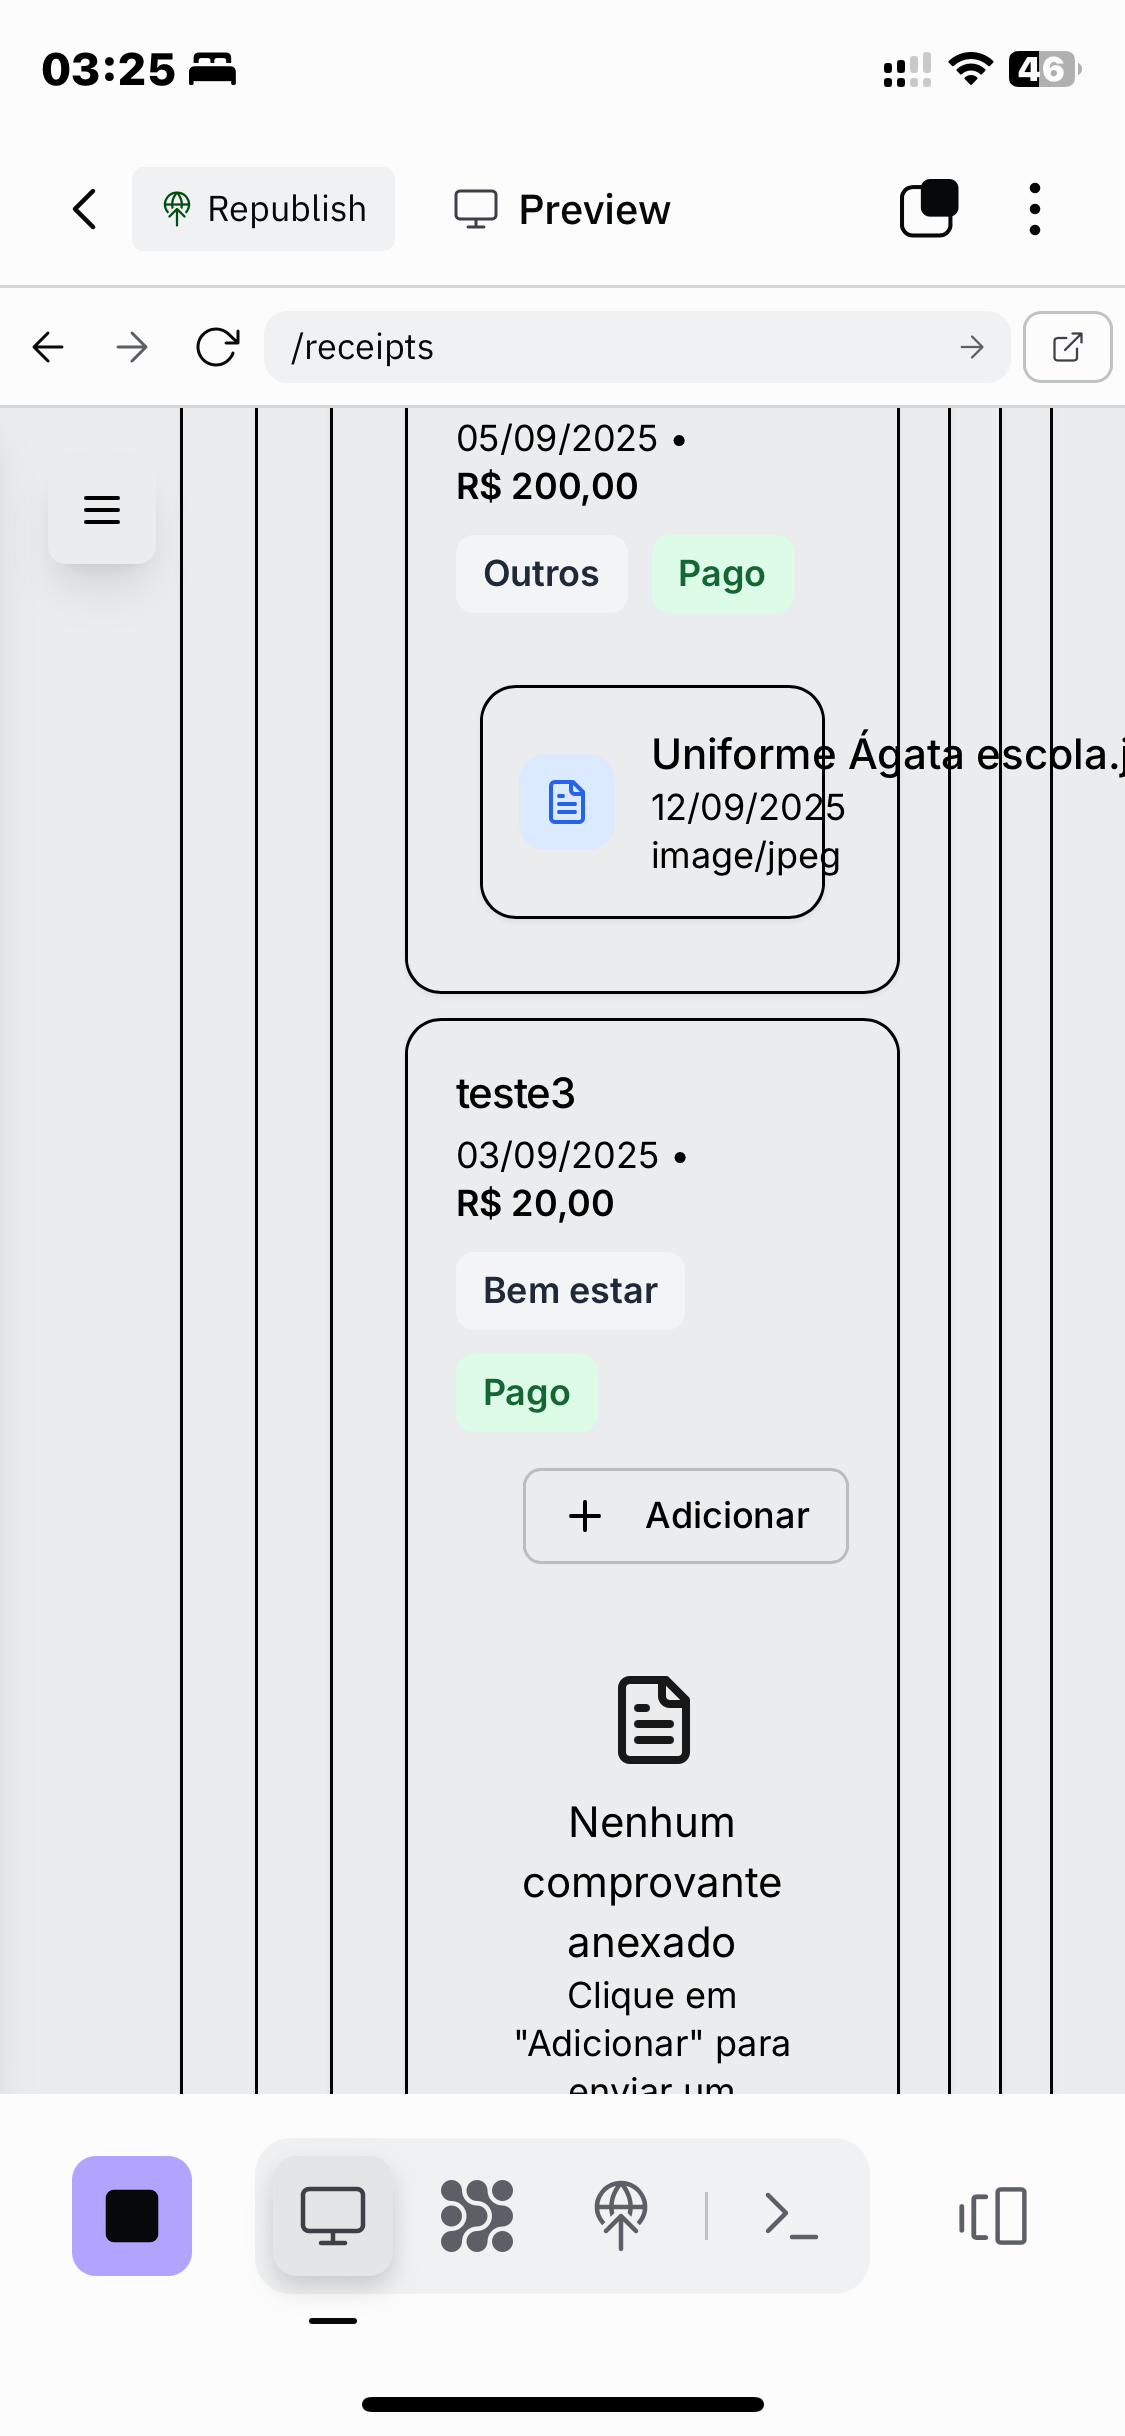 03:25
46
Republish
Preview
/receipts
05/09/2025 •
R$ 200,00
Outros
Pago
Uniforme Ágata escola.j
12/09/2025
image/jpeg
teste3
03/09/2025 •
R$ 20,00
Bem estar
Pago
+ Adicionar
Nenhum
comprovante
anexado
Clique em
"Adicionar" para
enviar um